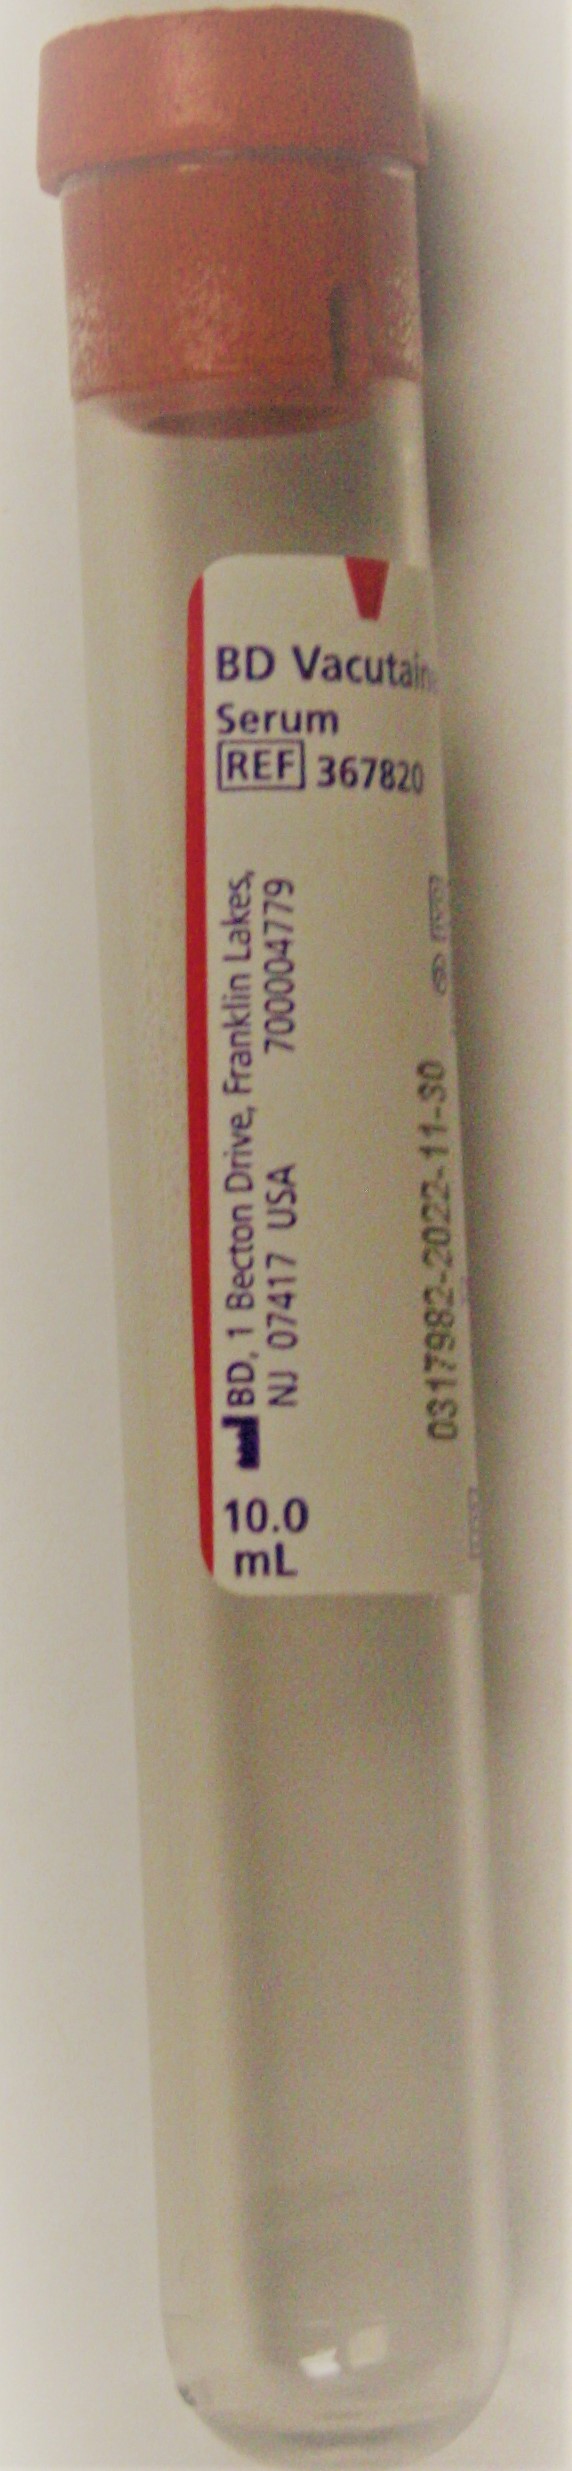 BD Vacutain
Serum
REF 367820
BD, 1 Becton Drive, Franklin Lakes,
NJ 07417 USA 700004779
0317982-2022-11-30
10.0
mL